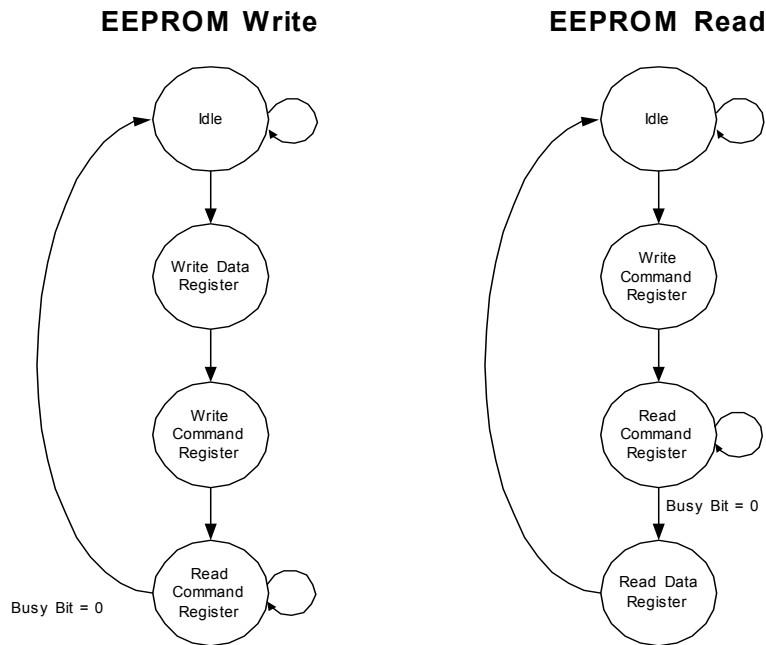 EEPROM Write
Idle
Write Data
Register
Write
Command
Register
Read
Command
Register
Busy Bit = 0
EEPROM Read
Idle
Write
Command
Register
Read
Command
Register
Busy Bit = 0
Read Data
Register